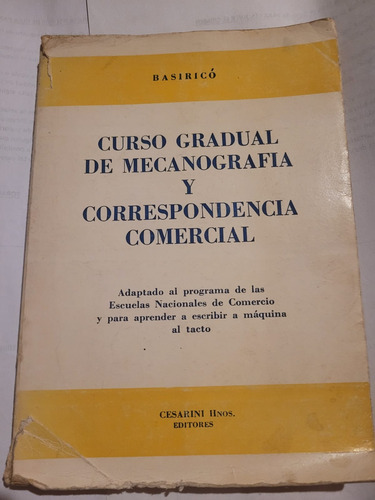 BASIRICÓ
CURSO GRADUAL
DE MECANOGRAFIA
Y
CORRESPONDENCIA
COMERCIAL
Adaptado al programa de las
Escuelas Nacionales de Comercio
y para aprender a escribir a máquina
al tacto
CESARINI HNOS.
EDITORES